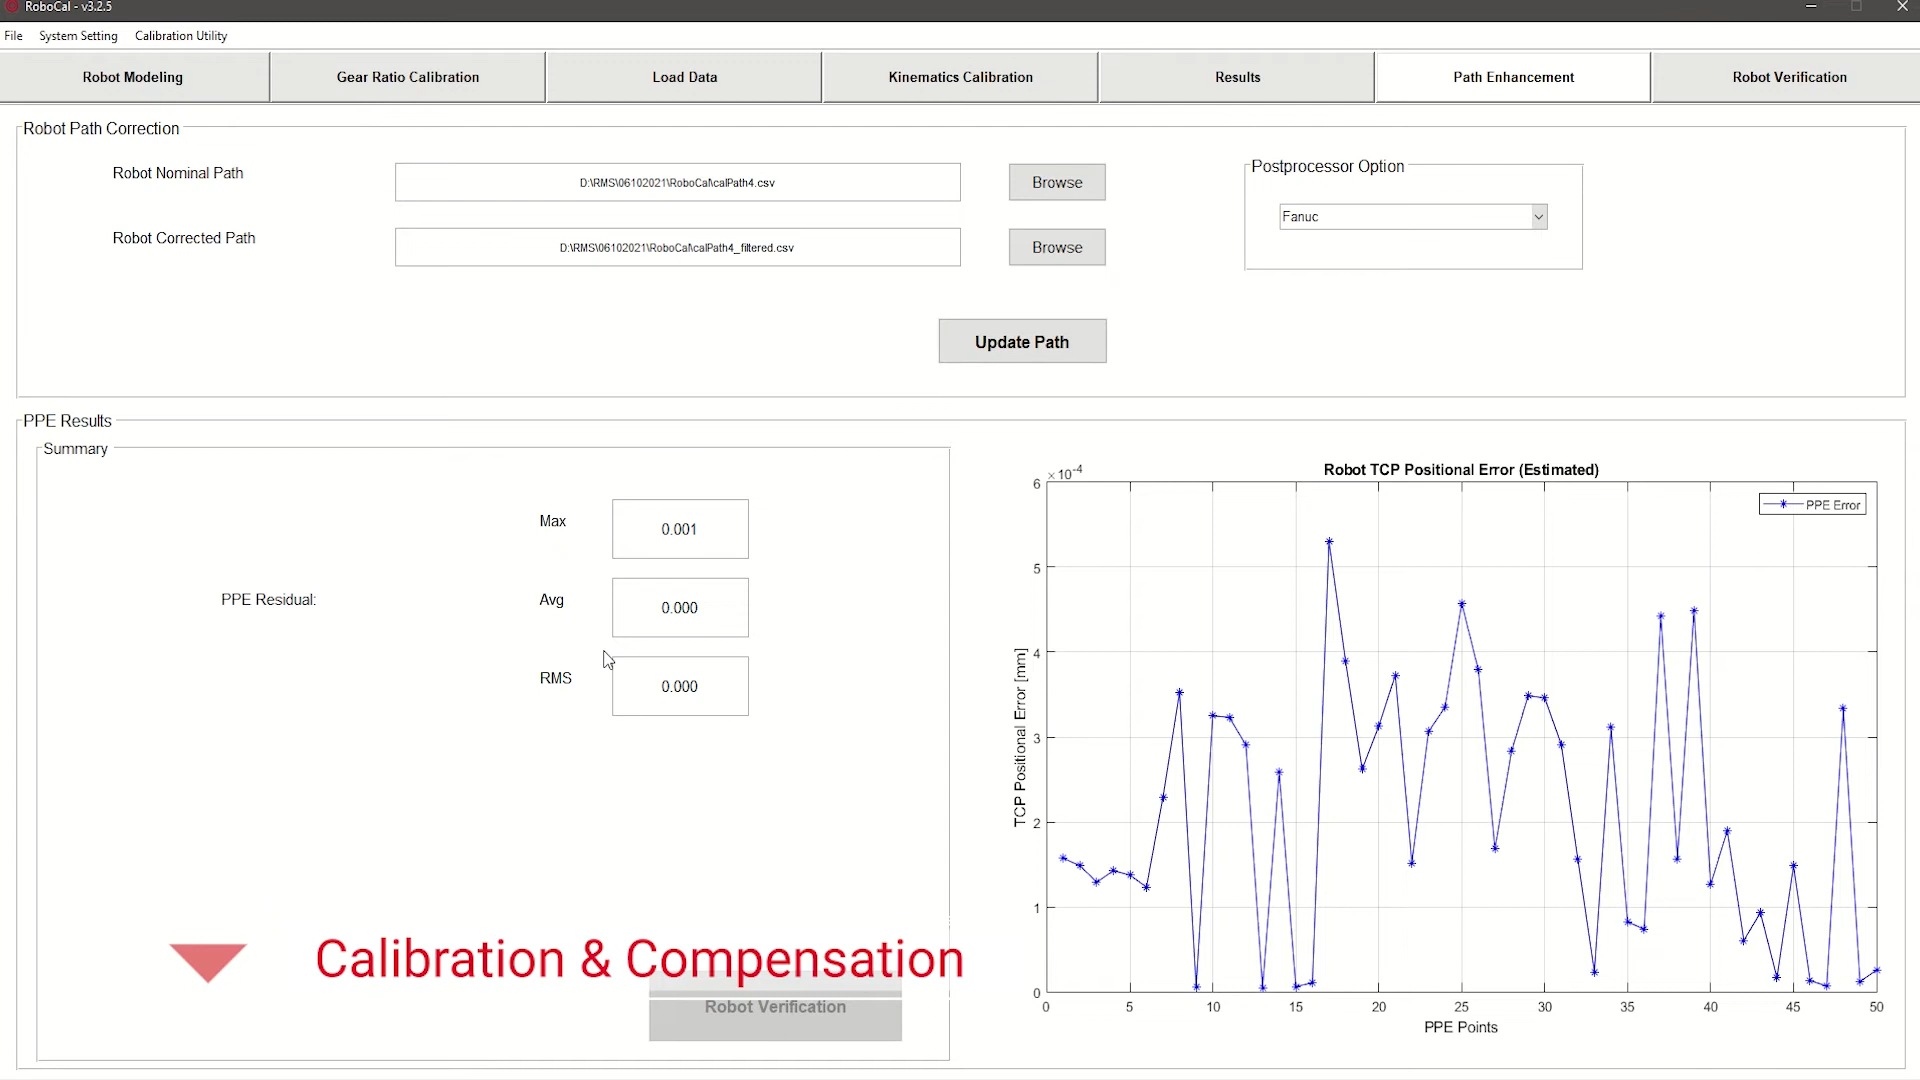 RoboCal - v3.2.5
File System Setting Calibration Utility
Robot Modeling Gear Ratio Calibration Load Data Kinematics Calibration Results Path Enhancement Robot Verification
Robot Path Correction
Robot Nominal Path D:\RMS\06102021\RoboCal\calPath4.csv Browse
Postprocessor Option
Fanuc
Robot Corrected Path D:\RMS\06102021\RoboCal\calPath4_filtered.csv Browse
Update Path
PPE Results
Summary
Max 0.001
PPE Residual: Avg 0.000
RMS 0.000
Calibration & Compensation
Robot Verification
Robot TCP Positional Error (Estimated)
×10-4
PPE Error
TCP Positional Error [mm]
6
5
4
3
2
1
0
0 5 10 15 20 25 30 35 40 45 50
PPE Points